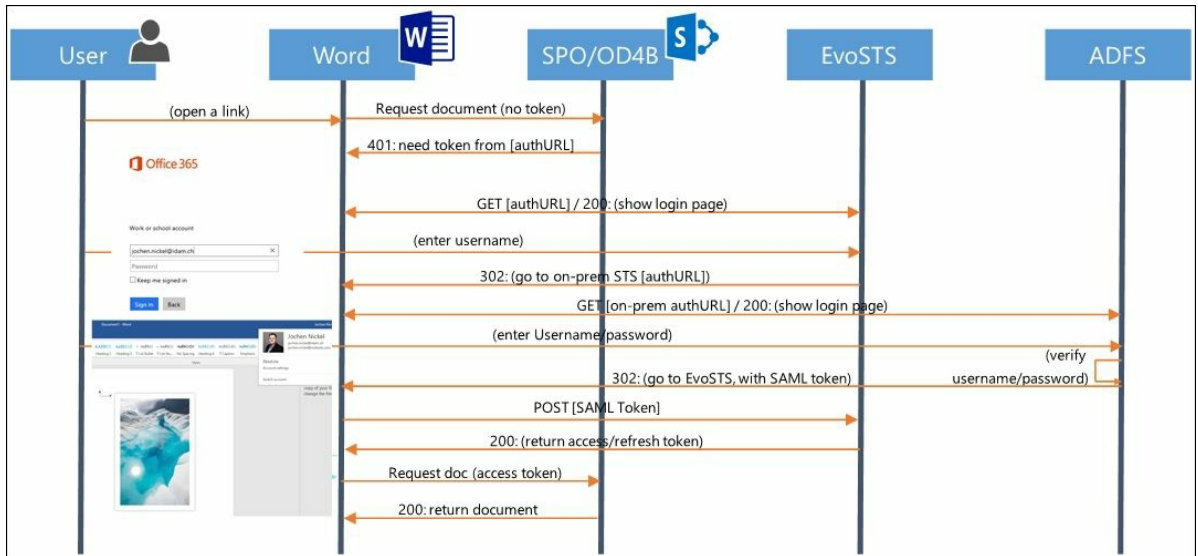 User
Word
SPO/OD4B
EvoSTS
ADFS
(open a link)
Request document (no token)
401: need token from [authURL]
Office 365
GET [authURL] / 200: (show login page)
Work or school account
(enter username)
jochen.nickel@idam.ch
Password
Keep me signed in
302: (go to on-prem STS [authURL])
Sign in Back
GET [on-prem authURL] / 200: (show login page)
Jochen Nickel
(enter Username/password)
(verify
username/password)
302: (go to EvoSTS, with SAML token)
POST [SAML Token]
200: (return access/refresh token)
Request doc (access token)
200: return document